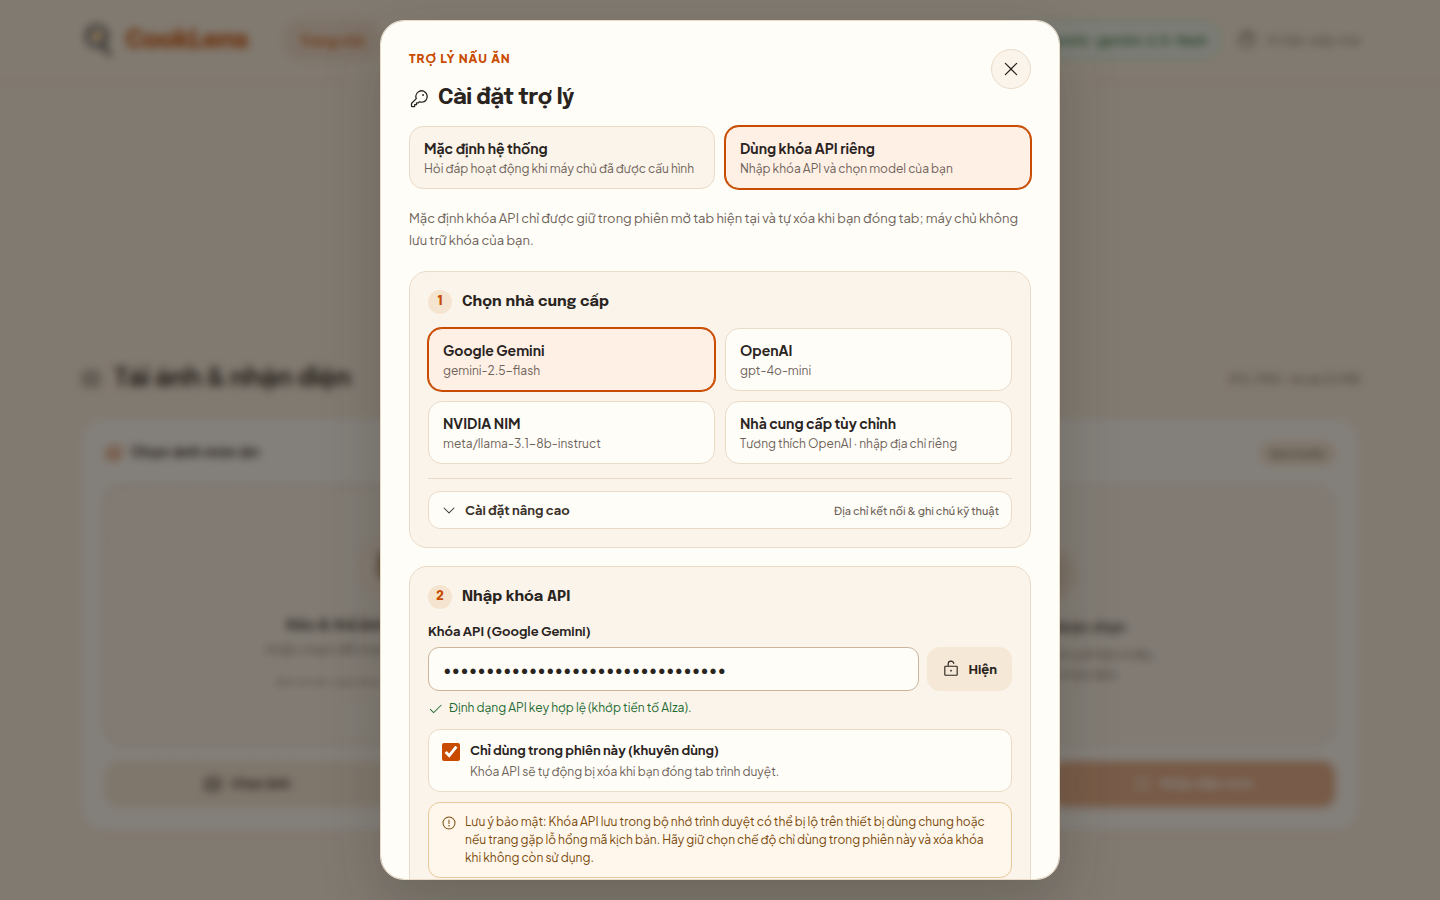 CookLens
TRỢ LÝ NẤU ĂN
Cài đặt trợ lý
Mặc định hệ thống
Hỏi đáp hoạt động khi máy chủ đã được cấu hình
Dùng khóa API riêng
Nhập khóa API và chọn model của bạn
Mặc định khóa API chỉ được giữ trong phiên mở tab hiện tại và tự xóa khi bạn đóng tab; máy chủ không
lưu trữ khóa của bạn.
1 Chọn nhà cung cấp
Google Gemini
gemini-2.5-flash
OpenAI
gpt-4o-mini
NVIDIA NIM
meta/llama-3.1-8b-instruct
Nhà cung cấp tùy chỉnh
Tương thích OpenAI · nhập địa chỉ riêng
Cài đặt nâng cao
Địa chỉ kết nối & ghi chú kỹ thuật
Tải ảnh & nhận diện
Chọn ảnh món ăn
2 Nhập khóa API
Khóa API (Google Gemini)
Hiện
Định dạng API key hợp lệ (khớp tiền tố AIza).
Chỉ dùng trong phiên này (khuyên dùng)
Khóa API sẽ tự động bị xóa khi bạn đóng tab trình duyệt.
Lưu ý bảo mật: Khóa API lưu trong bộ nhớ trình duyệt có thể bị lộ trên thiết bị dùng chung hoặc
nếu trang gặp lỗ hổng mã kịch bản. Hãy giữ chọn chế độ chỉ dùng trong phiên này và xóa khóa
khi không còn sử dụng.